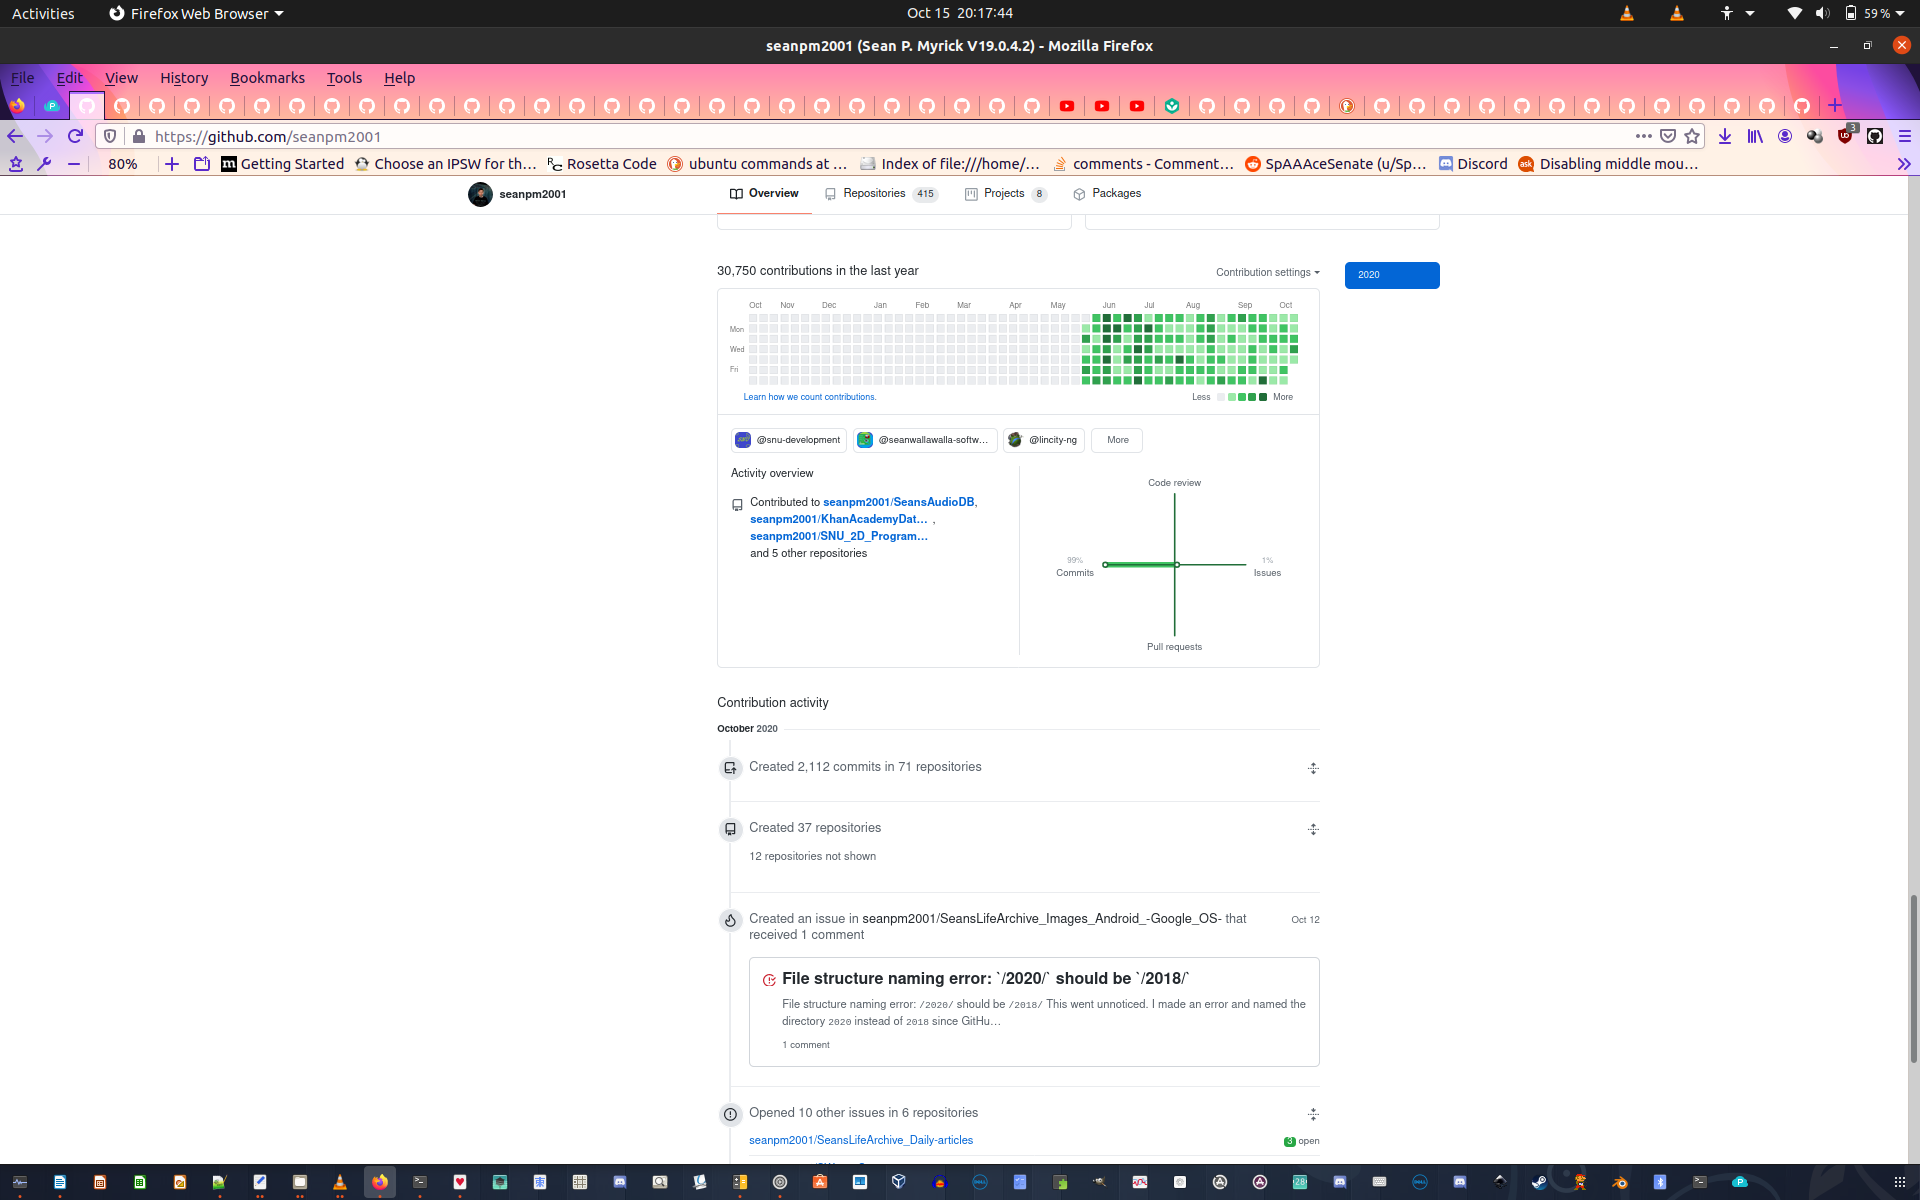 Activities
Firefox Web Browser
Oct 15 20:17:44
59 %
seanpm2001 (Sean P. Myrick V19.0.4.2) - Mozilla Firefox
File Edit View History Bookmarks Tools Help
https://github.com/seanpm2001
3
80%
Getting Started
Choose an IPSW for th…
Rosetta Code
ubuntu commands at …
Index of file:///home/…
comments - Comment…
SpAAAceSenate (u/Sp…
Discord
Disabling middle mou…
seanpm2001
Overview
Repositories 415
Projects 8
Packages
30,750 contributions in the last year
Contribution settings
2020
Oct Nov Dec Jan Feb Mar Apr May Jun Jul Aug Sep Oct
Mon
Wed
Fri
Learn how we count contributions.
Less
More
@snu-development
@seanwallawalla-softw…
@lincity-ng
More
Activity overview
Contributed to seanpm2001/SeansAudioDB,
seanpm2001/KhanAcademyDat… ,
seanpm2001/SNU_2D_Program…
and 5 other repositories
Code review
99%
Commits
1%
Issues
Pull requests
Contribution activity
October 2020
Created 2,112 commits in 71 repositories
Created 37 repositories
12 repositories not shown
Created an issue in seanpm2001/SeansLifeArchive_Images_Android_-Google_OS- that
received 1 comment
Oct 12
File structure naming error: `/2020/` should be `/2018/`
File structure naming error: /2020/ should be /2018/ This went unnoticed. I made an error and named the
directory 2020 instead of 2018 since GitHu…
1 comment
Opened 10 other issues in 6 repositories
seanpm2001/SeansLifeArchive_Daily-articles
3 open